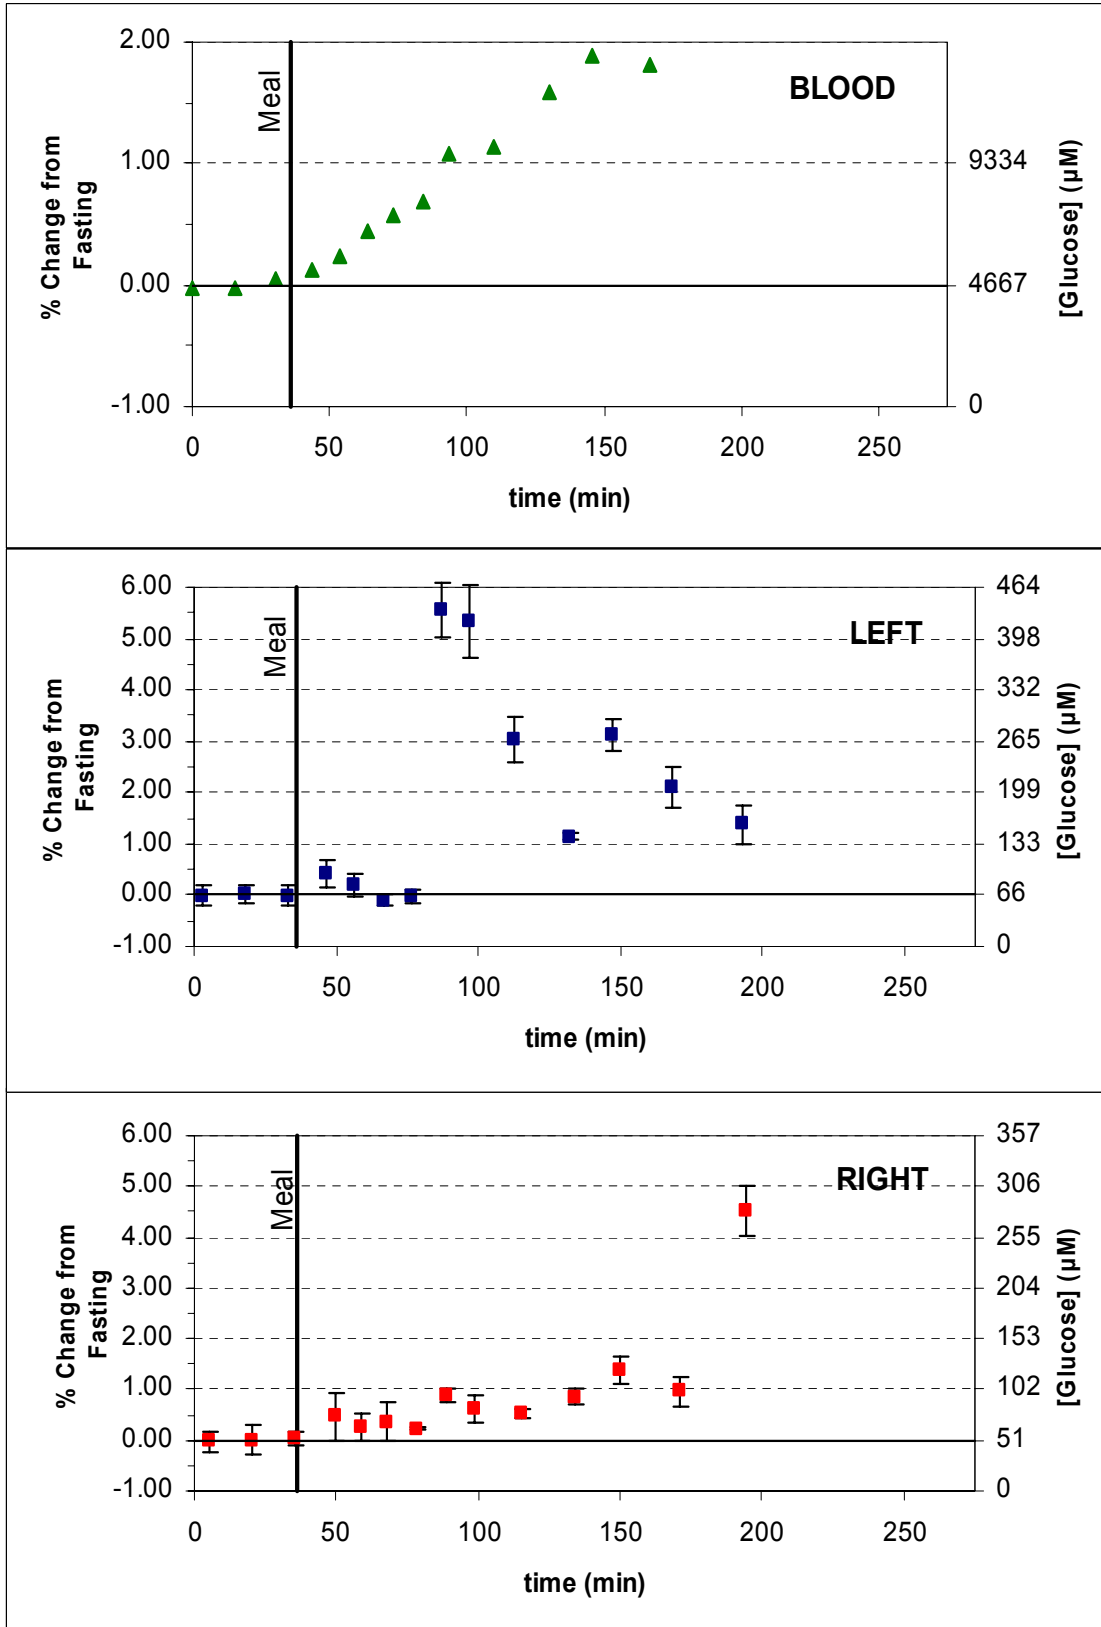 2.00
1.00
0.00
-1.00
% Change from
Fasting
Meal
BLOOD
9334
4667
0
[Glucose] (µM)
0 50 100 150 200 250
time (min)
6.00
5.00
4.00
3.00
2.00
1.00
0.00
-1.00
% Change from
Fasting
Meal
LEFT
464
398
332
265
199
133
66
0
[Glucose] (µM)
0 50 100 150 200 250
time (min)
6.00
5.00
4.00
3.00
2.00
1.00
0.00
-1.00
% Change from
Fasting
Meal
RIGHT
357
306
255
204
153
102
51
0
[Glucose] (µM)
0 50 100 150 200 250
time (min)